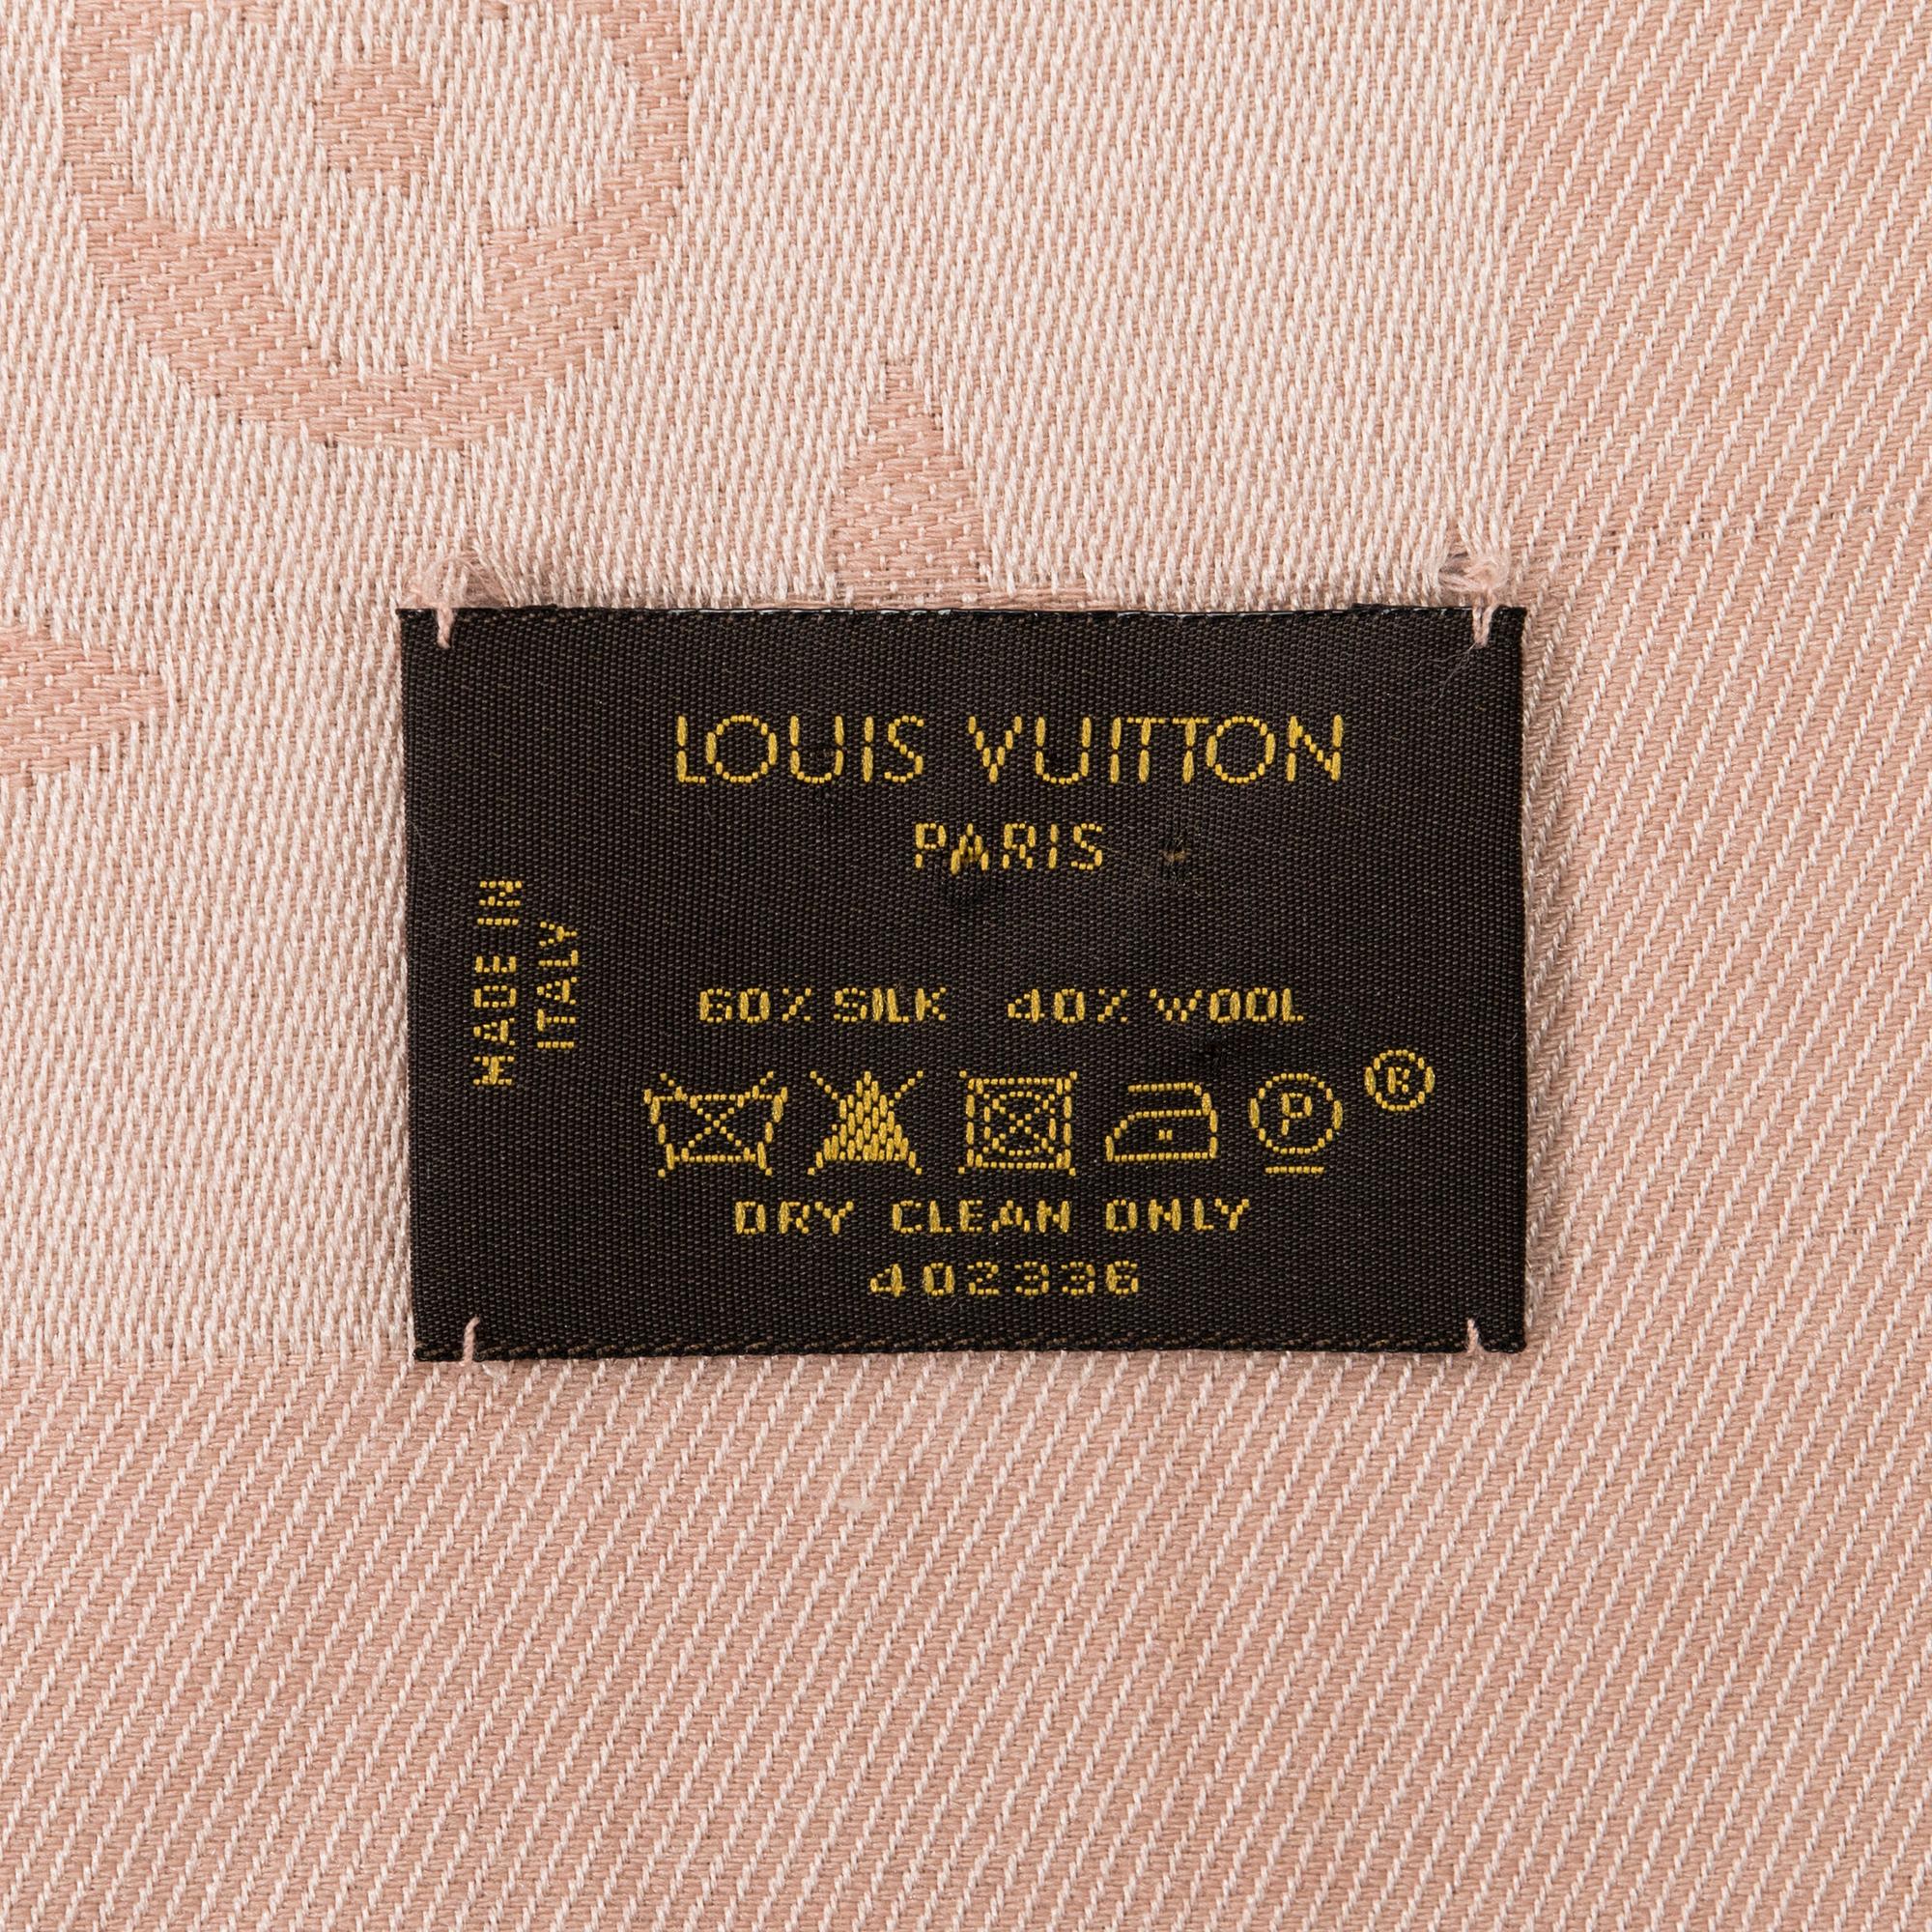 LOUIS VUITTON
PARIS
MADE IN
ITALY
60% SILK 40% WOOL
P
®
DRY CLEAN ONLY
402336